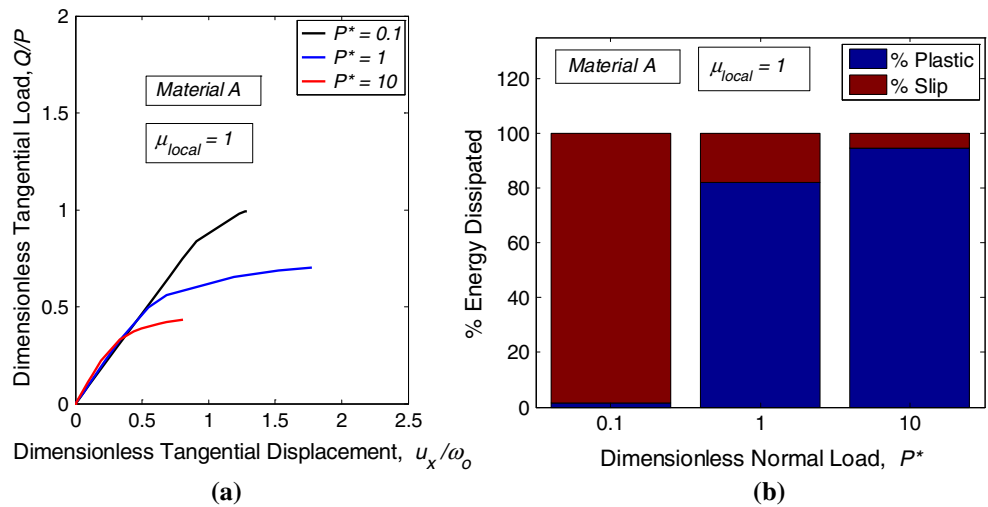 2
1.5
1
0.5
0
0
0.5
1
1.5
2
2.5
Dimensionless Tangential Load, Q/P
Dimensionless Tangential Displacement, u_x/ω_o
P* = 0.1
P* = 1
P* = 10
Material A
μ_local = 1
(a)
120
100
80
60
40
20
0
0.1
1
10
% Energy Dissipated
Dimensionless Normal Load, P*
Material A
μ_local = 1
% Plastic
% Slip
(b)